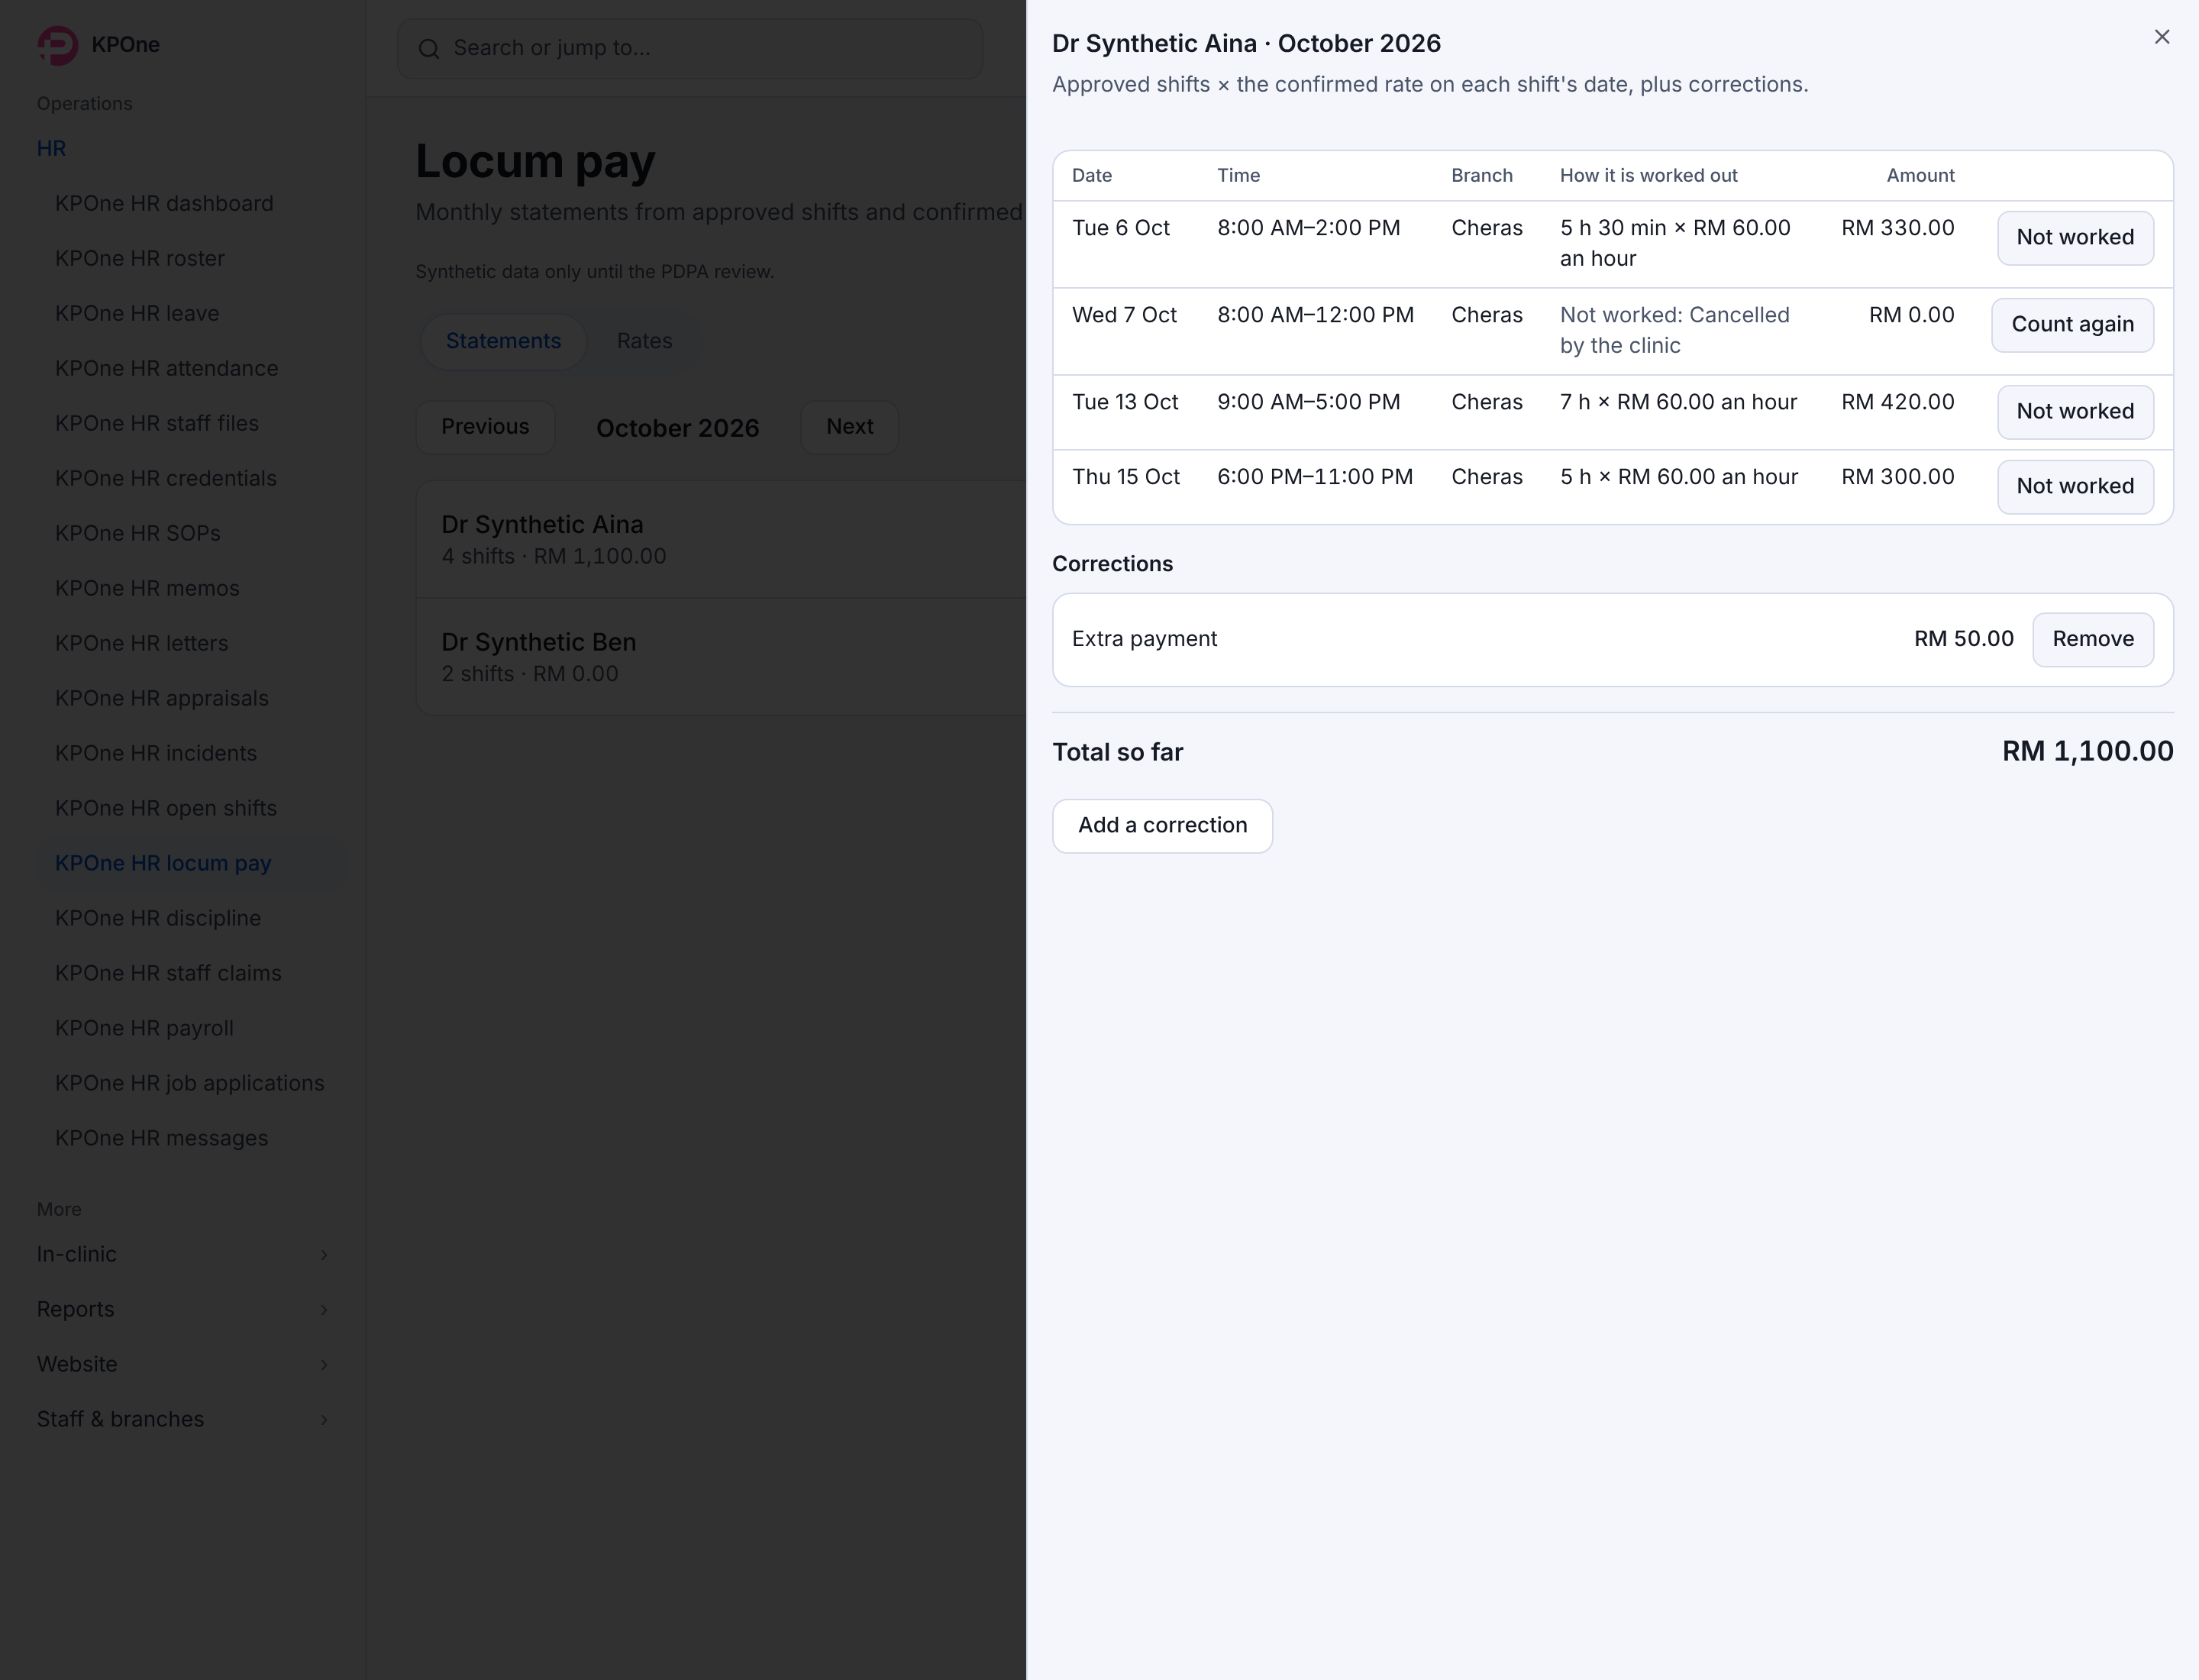 KPOne
Operations
HR
KPOne HR dashboard
KPOne HR roster
KPOne HR leave
KPOne HR attendance
KPOne HR staff files
KPOne HR credentials
KPOne HR SOPs
KPOne HR memos
KPOne HR letters
KPOne HR appraisals
KPOne HR incidents
KPOne HR open shifts
KPOne HR locum pay
KPOne HR discipline
KPOne HR staff claims
KPOne HR payroll
KPOne HR job applications
KPOne HR messages
More
In-clinic
Reports
Website
Staff & branches
Search or jump to...
Locum pay
Monthly statements from approved shifts and confirmed
Synthetic data only until the PDPA review.
Statements Rates
Previous October 2026 Next
Dr Synthetic Aina
4 shifts · RM 1,100.00
Dr Synthetic Ben
2 shifts · RM 0.00
Dr Synthetic Aina · October 2026
Approved shifts × the confirmed rate on each shift's date, plus corrections.
Date Time Branch How it is worked out Amount
Tue 6 Oct 8:00 AM–2:00 PM Cheras 5 h 30 min × RM 60.00 RM 330.00 Not worked
an hour
Wed 7 Oct 8:00 AM–12:00 PM Cheras Not worked: Cancelled RM 0.00 Count again
by the clinic
Tue 13 Oct 9:00 AM–5:00 PM Cheras 7 h × RM 60.00 an hour RM 420.00 Not worked
Thu 15 Oct 6:00 PM–11:00 PM Cheras 5 h × RM 60.00 an hour RM 300.00 Not worked
Corrections
Extra payment RM 50.00 Remove
Total so far RM 1,100.00
Add a correction